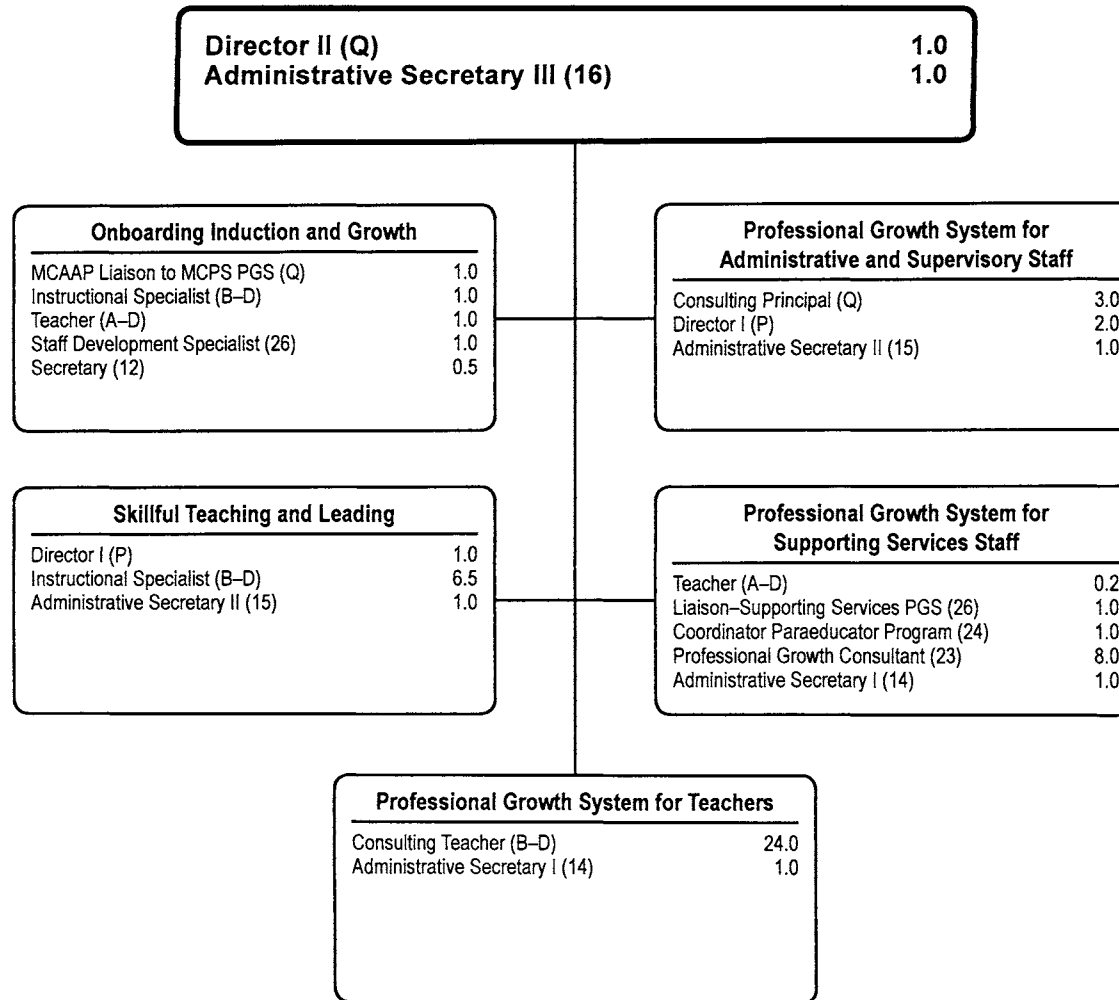 Director II (Q) 1.0
Administrative Secretary III (16) 1.0
Onboarding Induction and Growth
MCAAP Liaison to MCPS PGS (Q) 1.0
Instructional Specialist (B–D) 1.0
Teacher (A–D) 1.0
Staff Development Specialist (26) 1.0
Secretary (12) 0.5
Professional Growth System for
Administrative and Supervisory Staff
Consulting Principal (Q) 3.0
Director I (P) 2.0
Administrative Secretary II (15) 1.0
Skillful Teaching and Leading
Director I (P) 1.0
Instructional Specialist (B–D) 6.5
Administrative Secretary II (15) 1.0
Professional Growth System for
Supporting Services Staff
Teacher (A–D) 0.2
Liaison–Supporting Services PGS (26) 1.0
Coordinator Paraeducator Program (24) 1.0
Professional Growth Consultant (23) 8.0
Administrative Secretary I (14) 1.0
Professional Growth System for Teachers
Consulting Teacher (B–D) 24.0
Administrative Secretary I (14) 1.0